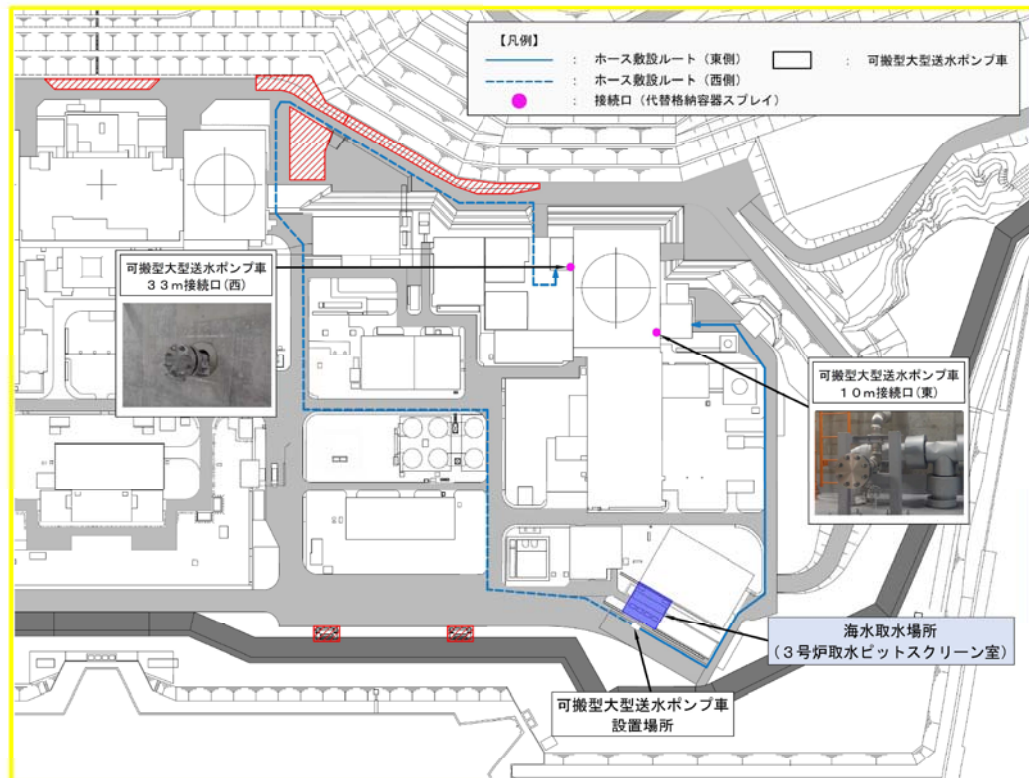 【凡例】
： ホース敷設ルート（東側）
： 可搬型大型送水ポンプ車
： ホース敷設ルート（西側）
： 接続口（代替格納容器スプレイ）
可搬型大型送水ポンプ車
３３ｍ接続口(西)
可搬型大型送水ポンプ車
１０ｍ接続口(東)
海水取水場所
（３号炉取水ピットスクリーン室）
可搬型大型送水ポンプ車
設置場所